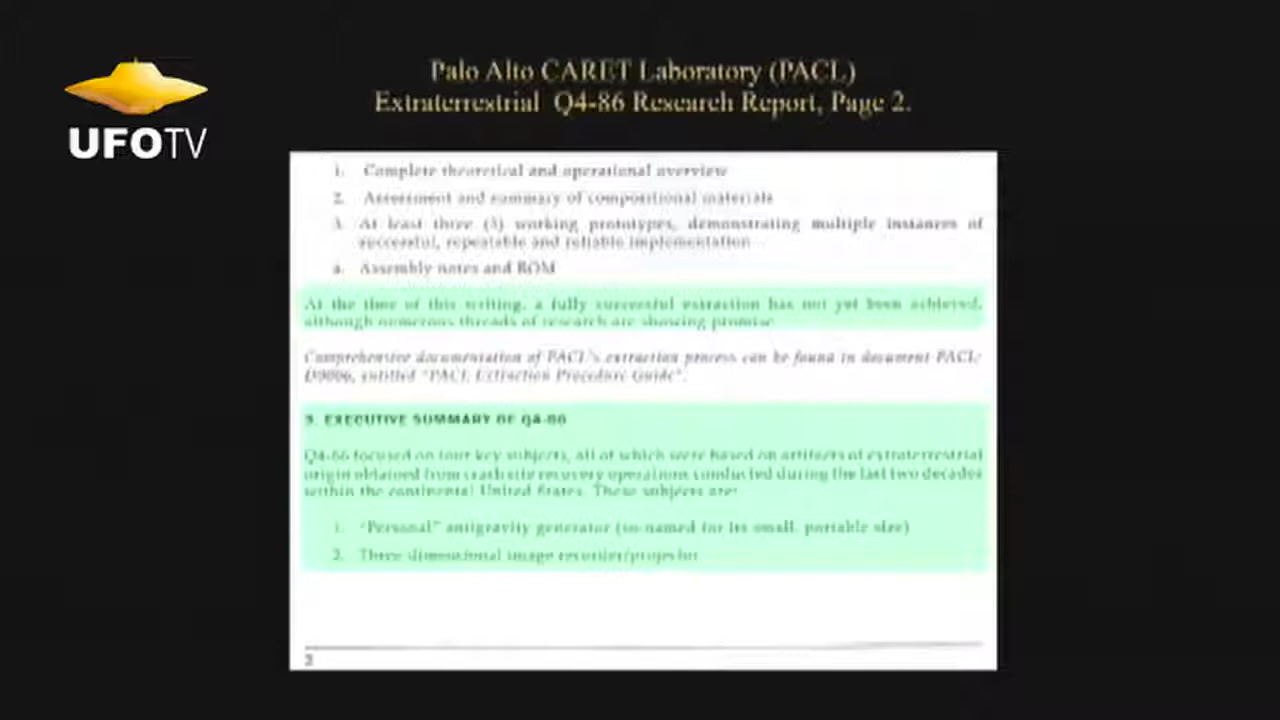 UFOTV
Palo Alto CARET Laboratory (PACL)
Extraterrestrial Q4-86 Research Report, Page 2.
1. Complete theoretical and operational overview
2. Assessment and summary of compositional materials
3. At least three (3) working prototypes, demonstrating multiple instances of
successful, repeatable and reliable implementation
4. Assembly notes and BOM
At the time of this writing, a fully successful extraction has not yet been achieved,
although numerous threads of research are showing promise.
Comprehensive documentation of PACL's extraction process can be found in document PACL-
D0006, entitled "PACL Extraction Procedure Guide".
3. EXECUTIVE SUMMARY OF Q4-86
Q4-86 focused on four key subjects, all of which were based on artifacts of extraterrestrial
origin obtained from crash site recovery operations conducted during the last two decades
within the continental United States. These subjects are:
1. "Personal" antigravity generator (so-named for its small, portable size)
2. Three dimensional image recorder/projector
2